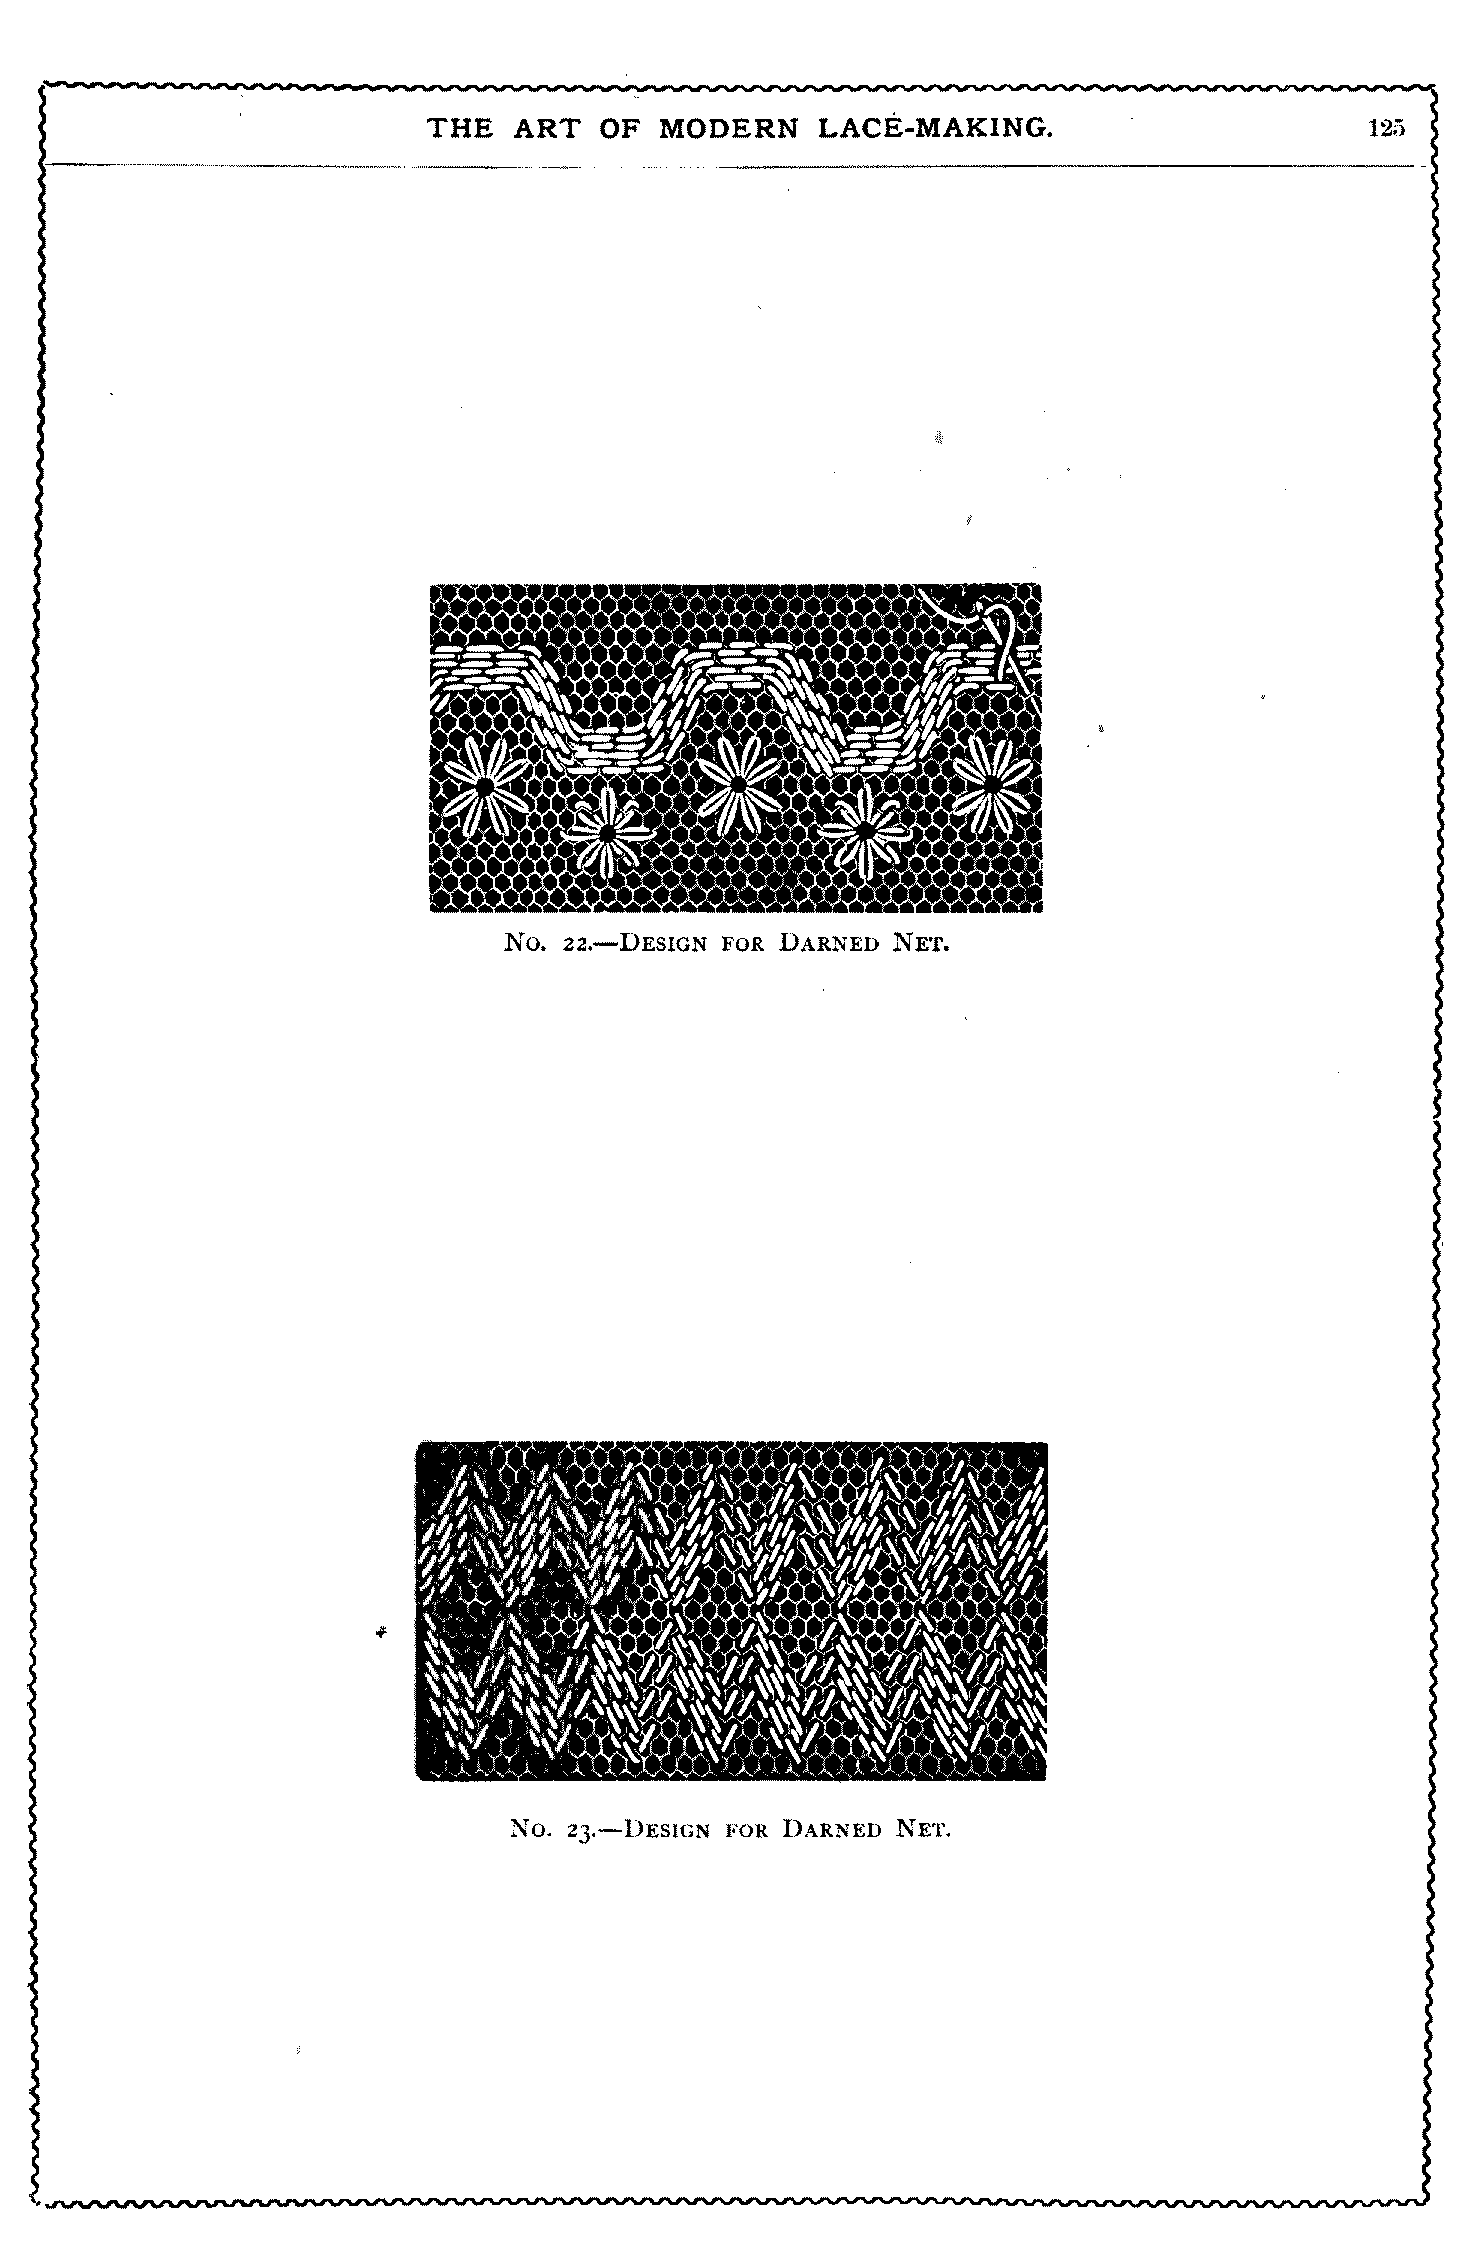 THE ART OF MODERN LACE-MAKING. 125
No. 22.—Design for Darned Net.
No. 23.—Design for Darned Net.